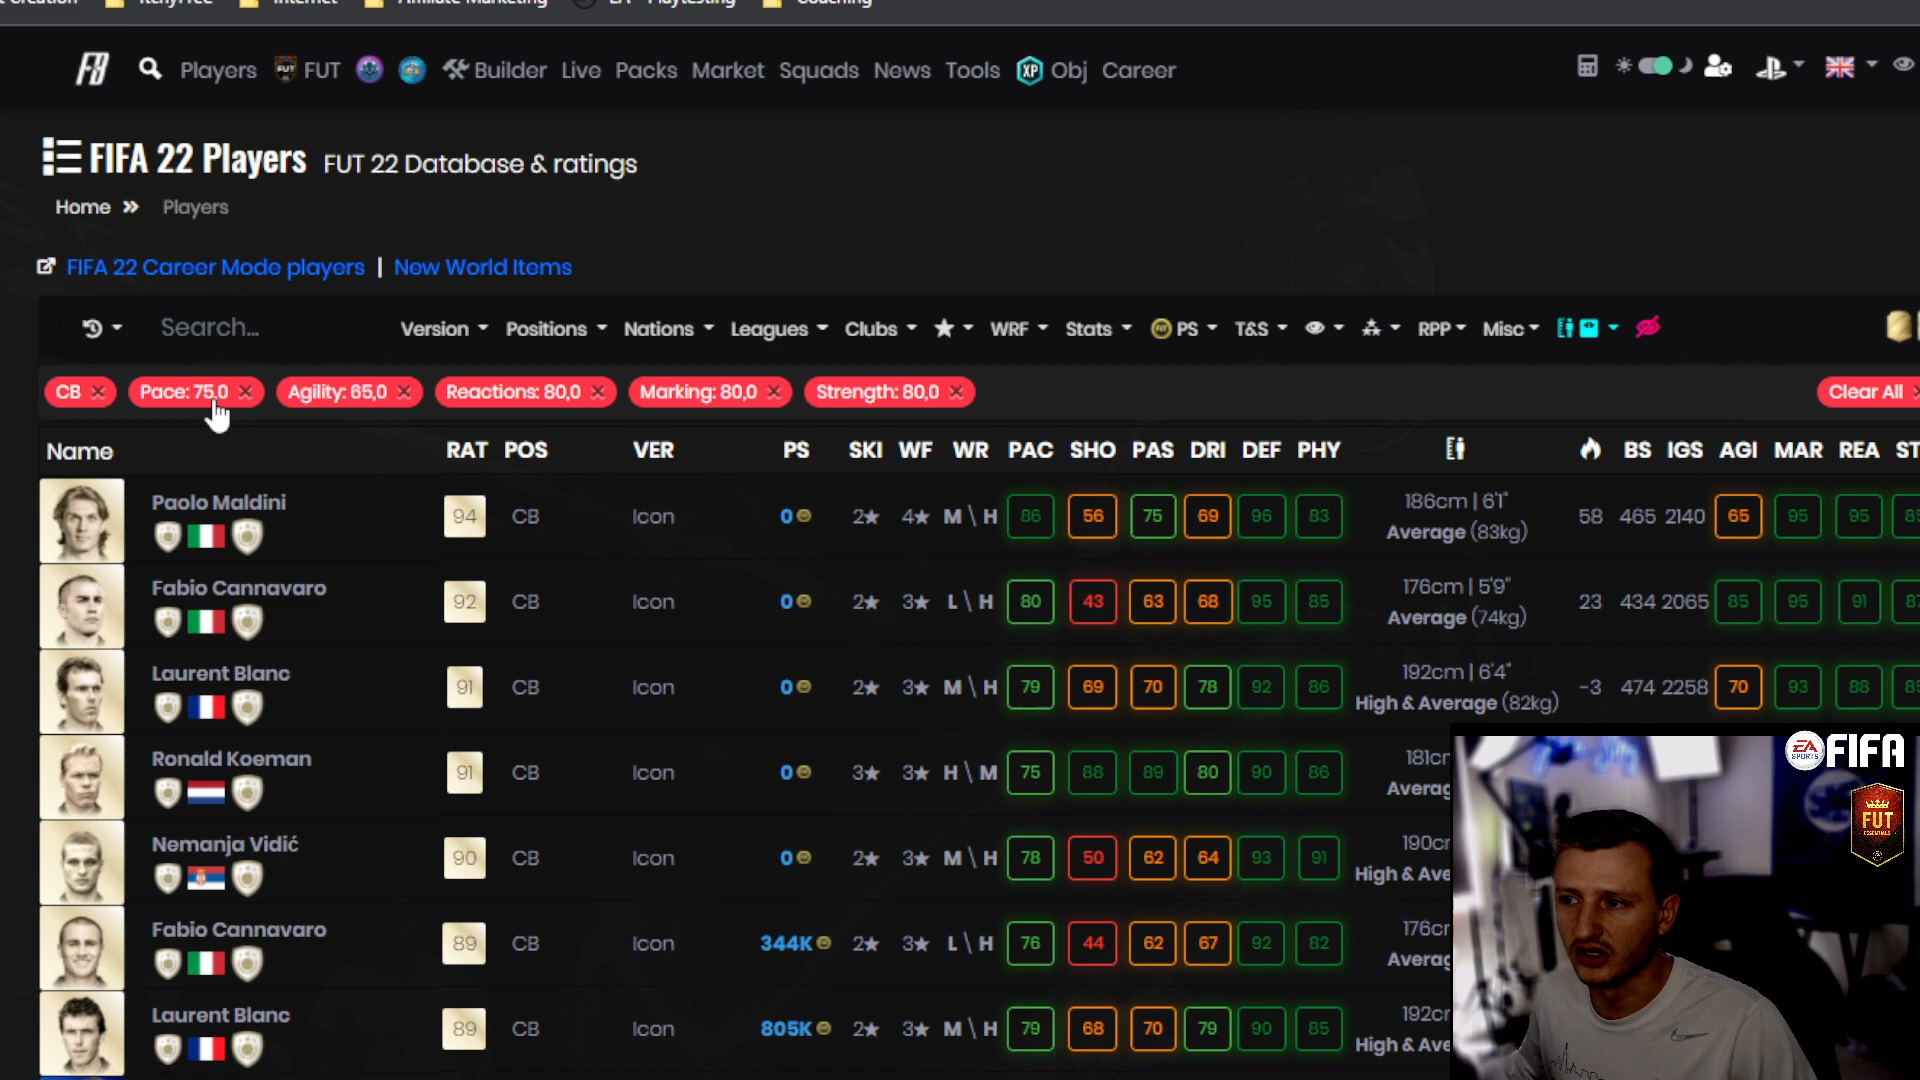 Internet
Affiliate Marketing
EA - Playtesting
Coaching
Players FUT Builder Live Packs Market Squads News Tools XP Obj Career
FIFA 22 Players FUT 22 Database & ratings
Home » Players
FIFA 22 Career Mode players | New World Items
Search... Version Positions Nations Leagues Clubs WRF Stats PS T&S RPP Misc
CB Pace: 75,0 Agility: 65,0 Reactions: 80,0 Marking: 80,0 Strength: 80,0 Clear All
Name RAT POS VER PS SKI WF WR PAC SHO PAS DRI DEF PHY BS IGS AGI MAR REA
Paolo Maldini 94 CB Icon 0 2★ 4★ M \ H 86 56 75 69 96 83 186cm | 6'1" 58 465 2140 65 95 95
Average (83kg)
Fabio Cannavaro 92 CB Icon 0 2★ 3★ L \ H 80 43 63 68 95 85 176cm | 5'9" 23 434 2065 85 95 91
Average (74kg)
Laurent Blanc 91 CB Icon 0 2★ 3★ M \ H 79 69 70 78 92 86 192cm | 6'4" -3 474 2258 70 93 88
High & Average (82kg)
Ronald Koeman 91 CB Icon 0 3★ 3★ H \ M 75 88 89 80 90 86
Nemanja Vidić 90 CB Icon 0 2★ 3★ M \ H 78 50 62 64 93 91
Fabio Cannavaro 89 CB Icon 344K 2★ 3★ L \ H 76 44 62 67 92 82
Laurent Blanc 89 CB Icon 805K 2★ 3★ M \ H 79 68 70 79 90 85
EA SPORTS FIFA
FUT
ESSENTIALS